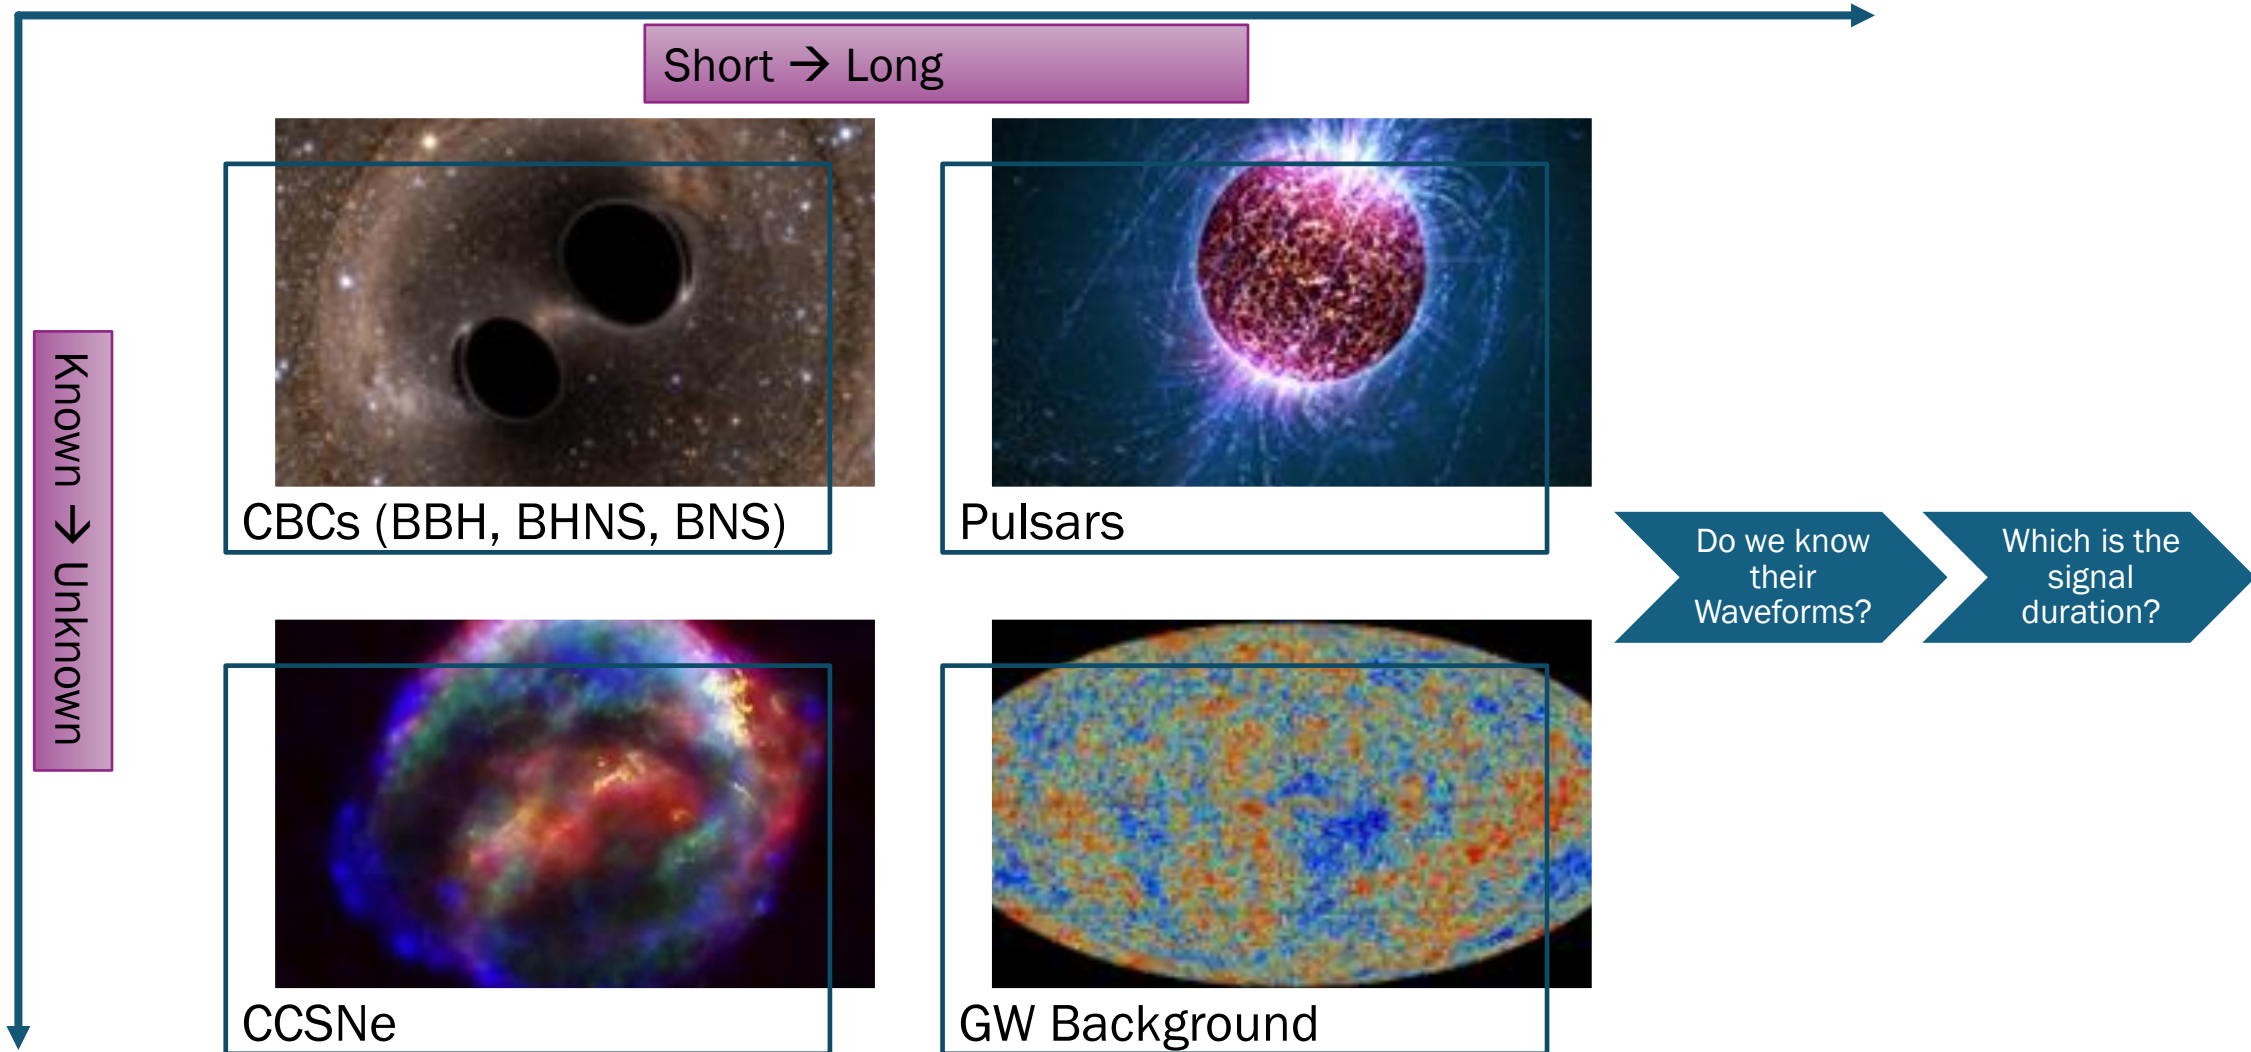 Short → Long
Known → Unknown
CBCs (BBH, BHNS, BNS)
Pulsars
Do we know
their
Waveforms?
Which is the
signal
duration?
CCSNe
GW Background